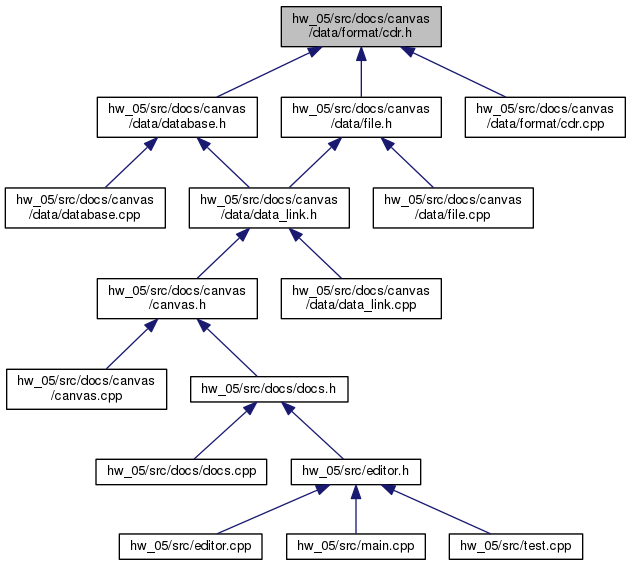 hw_05/src/docs/canvas
/data/format/cdr.h
hw_05/src/docs/canvas
/data/database.h
hw_05/src/docs/canvas
/data/file.h
hw_05/src/docs/canvas
/data/format/cdr.cpp
hw_05/src/docs/canvas
/data/database.cpp
hw_05/src/docs/canvas
/data/data_link.h
hw_05/src/docs/canvas
/data/file.cpp
hw_05/src/docs/canvas
/canvas.h
hw_05/src/docs/canvas
/data/data_link.cpp
hw_05/src/docs/canvas
/canvas.cpp
hw_05/src/docs/docs.h
hw_05/src/docs/docs.cpp
hw_05/src/editor.h
hw_05/src/editor.cpp
hw_05/src/main.cpp
hw_05/src/test.cpp